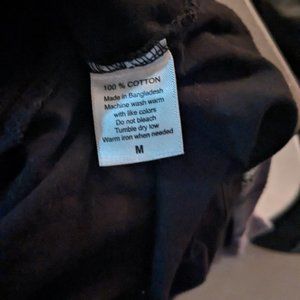 100 % COTTON
Made in Bangladesh
Machine wash warm
with like colors
Do not bleach
Tumble dry low
Warm iron when needed
M